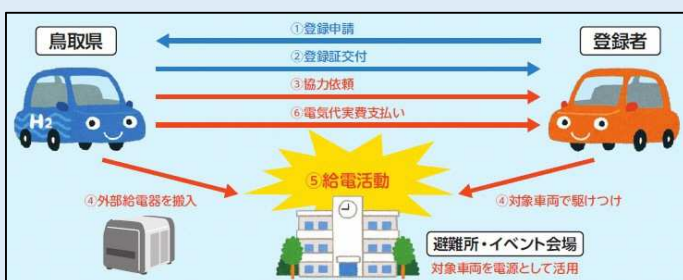 鳥取県
登録者
①登録申請
②登録証交付
③協力依頼
⑥電気代実費支払い
H2
⑤給電活動
④外部給電器を搬入
④対象車両で駆けつけ
避難所・イベント会場
対象車両を電源として活用